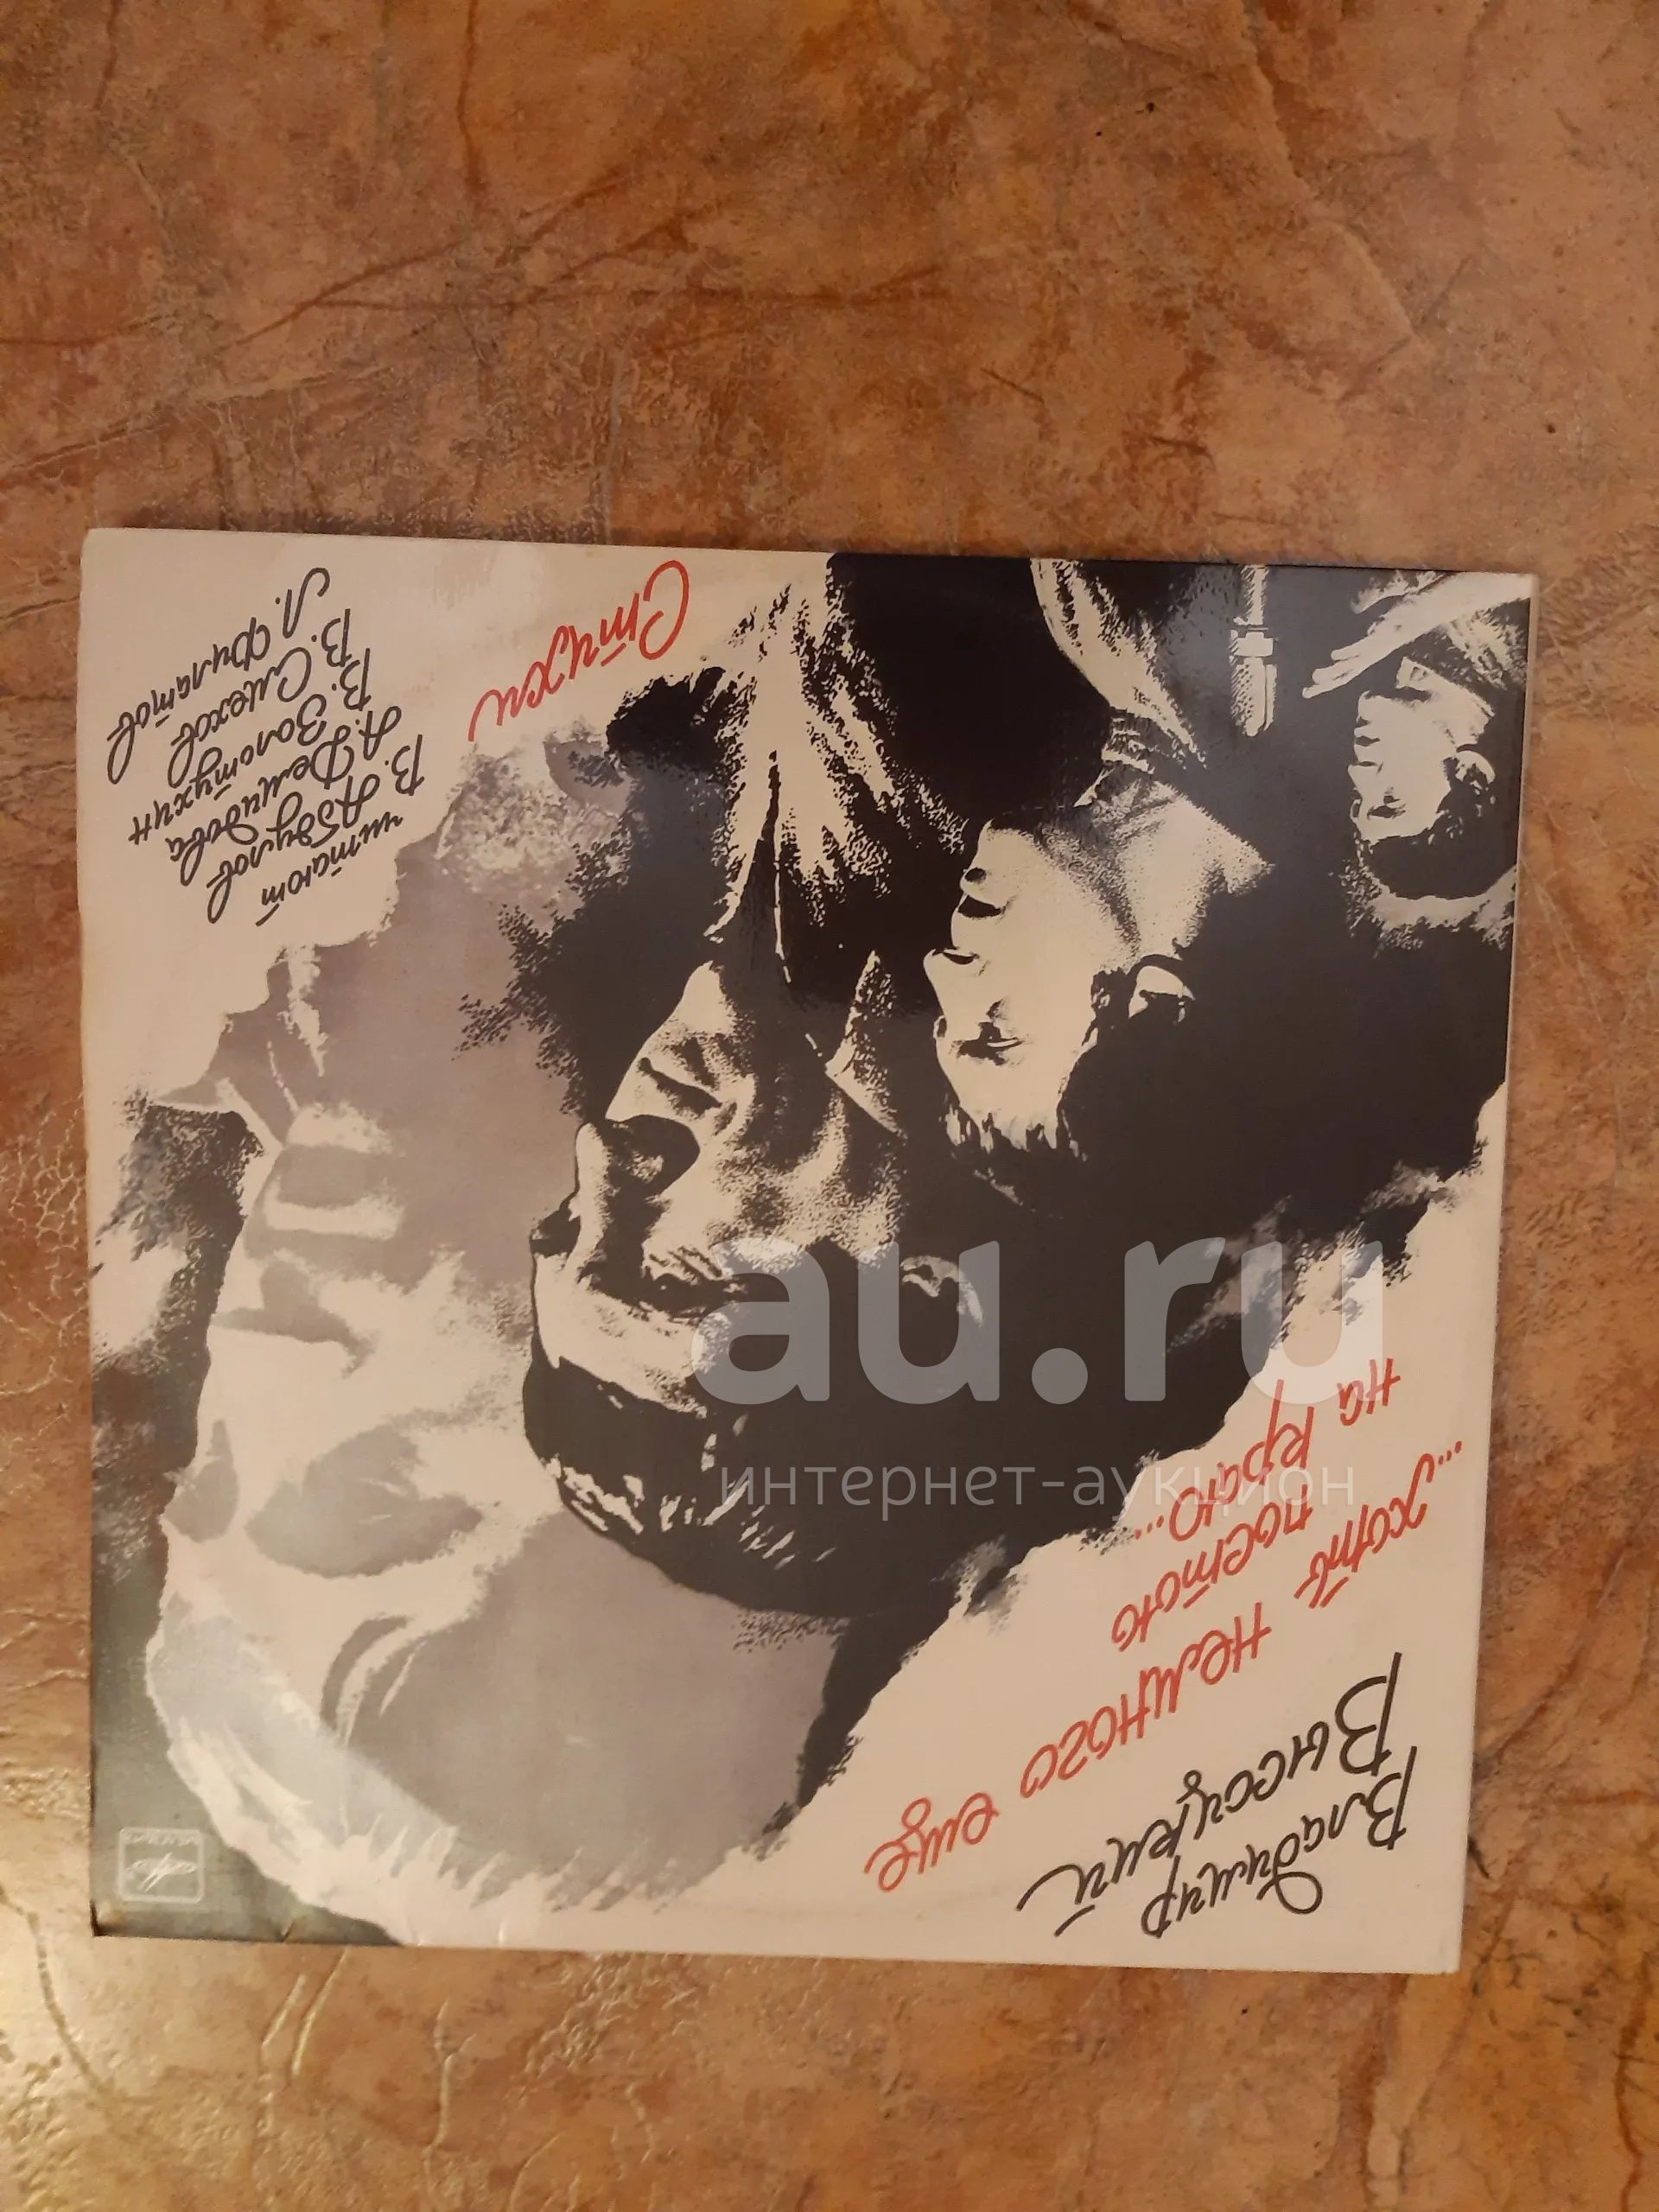 Владимир
Высоцкий
...хоть немного еще
постою
на краю...
Стихи
читают
В. Абдулов
А. Демидова
В. Золотухин
В. Смехов
Л. Филатов
МЕЛОДИЯ
au.ru
интернет-аукцион